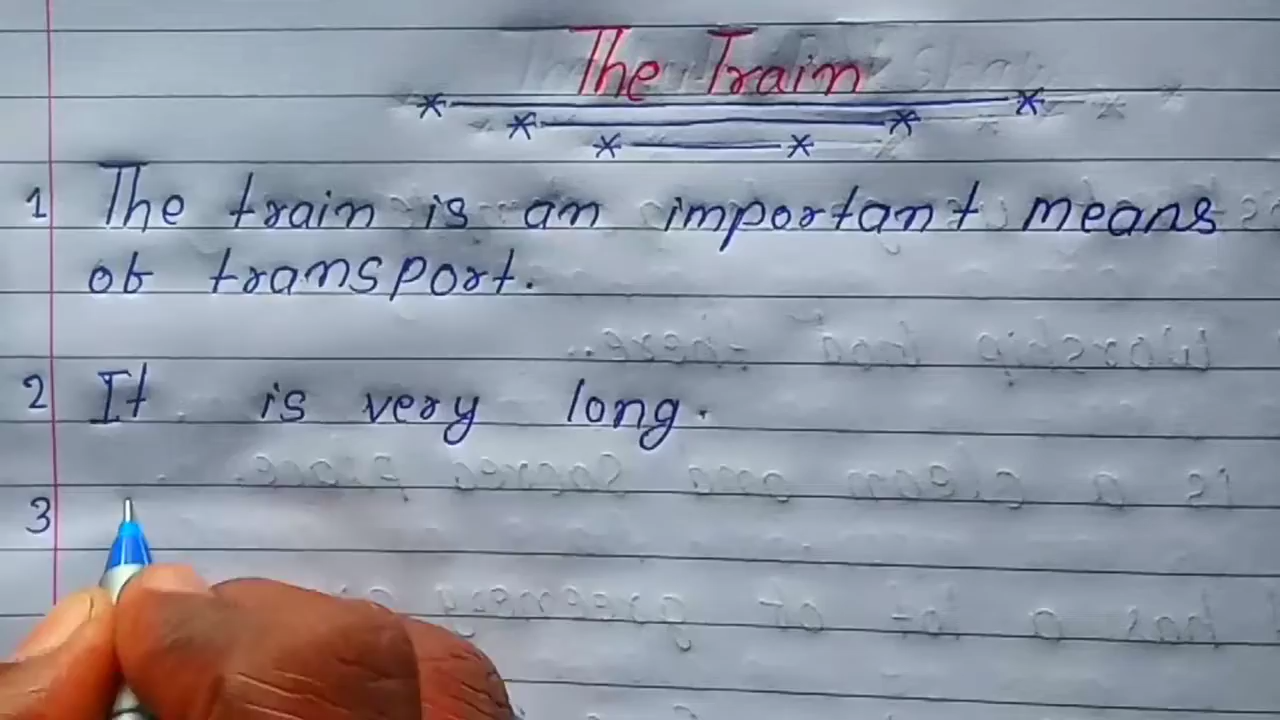 The Train
1 The train is an important means
of transport.
2 It is very long.
3